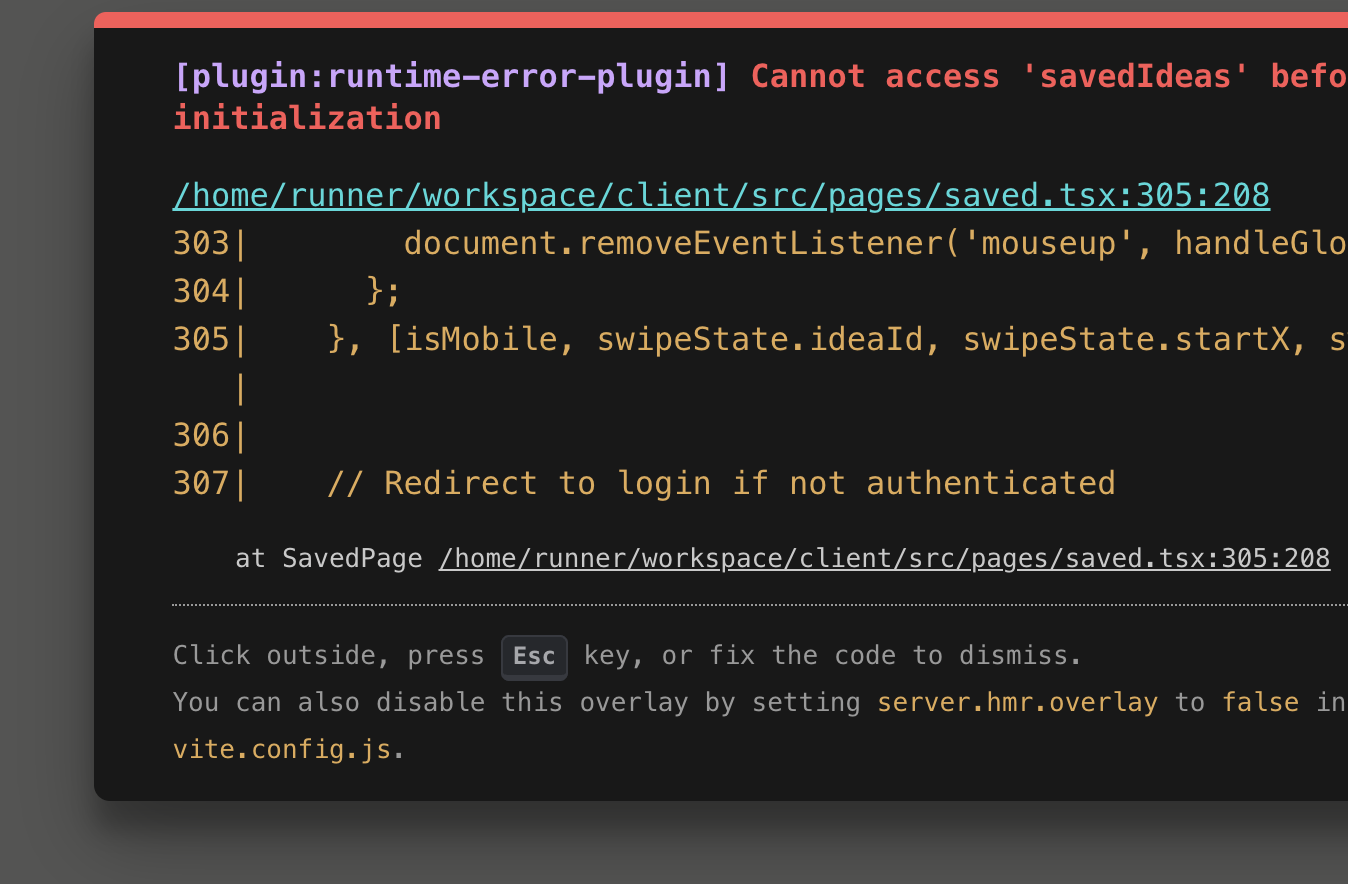 [plugin:runtime-error-plugin] Cannot access 'savedIdeas' befo
initialization
/home/runner/workspace/client/src/pages/saved.tsx:305:208
303|        document.removeEventListener('mouseup', handleGlo
304|      };
305|    }, [isMobile, swipeState.ideaId, swipeState.startX, s
|
306|
307|    // Redirect to login if not authenticated
at SavedPage /home/runner/workspace/client/src/pages/saved.tsx:305:208
Click outside, press Esc key, or fix the code to dismiss.
You can also disable this overlay by setting server.hmr.overlay to false in
vite.config.js.